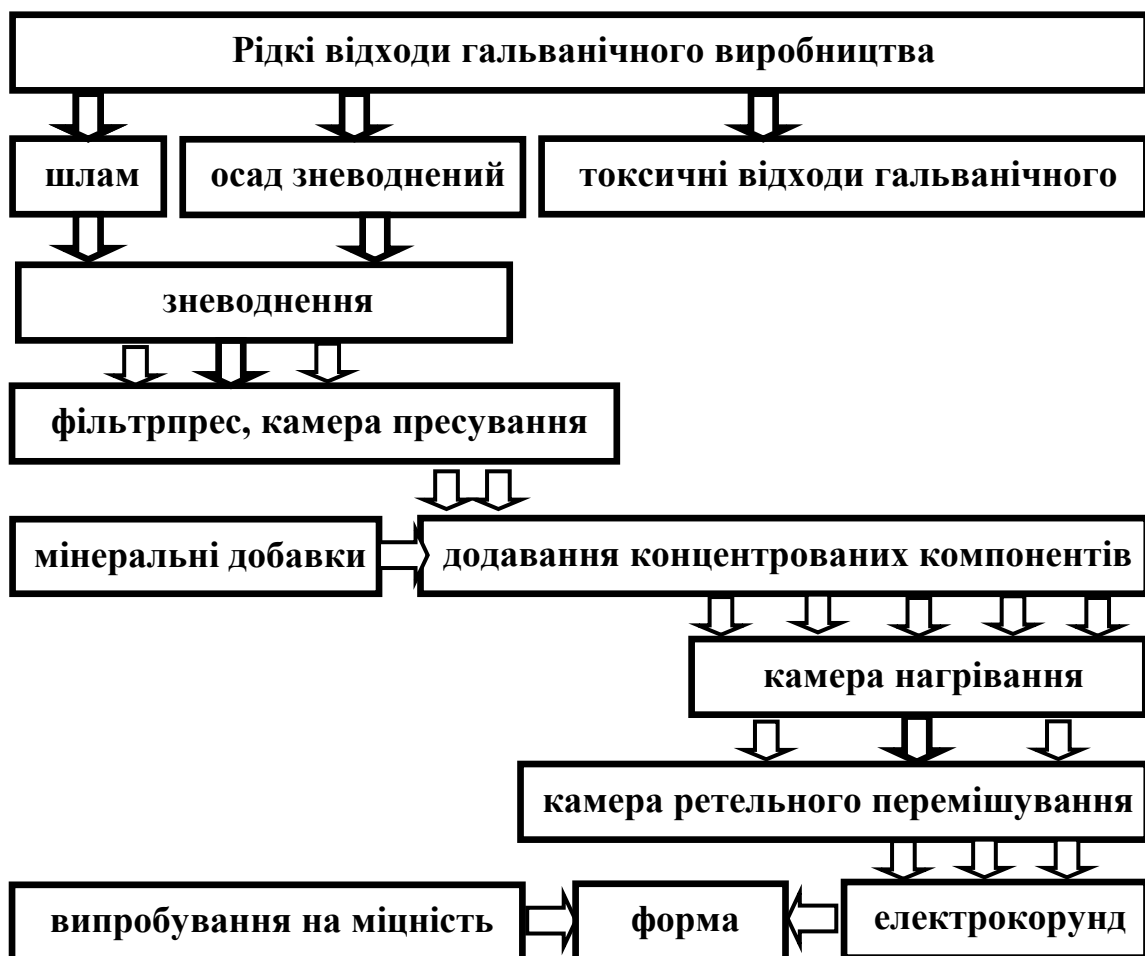 Рідкі відходи гальванічного виробництва
шлам
осад зневоднений
токсичні відходи гальванічного
зневоднення
фільтрпрес, камера пресування
мінеральні добавки
додавання концентрованих компонентів
камера нагрівання
камера ретельного перемішування
випробування на міцність
форма
електрокорунд